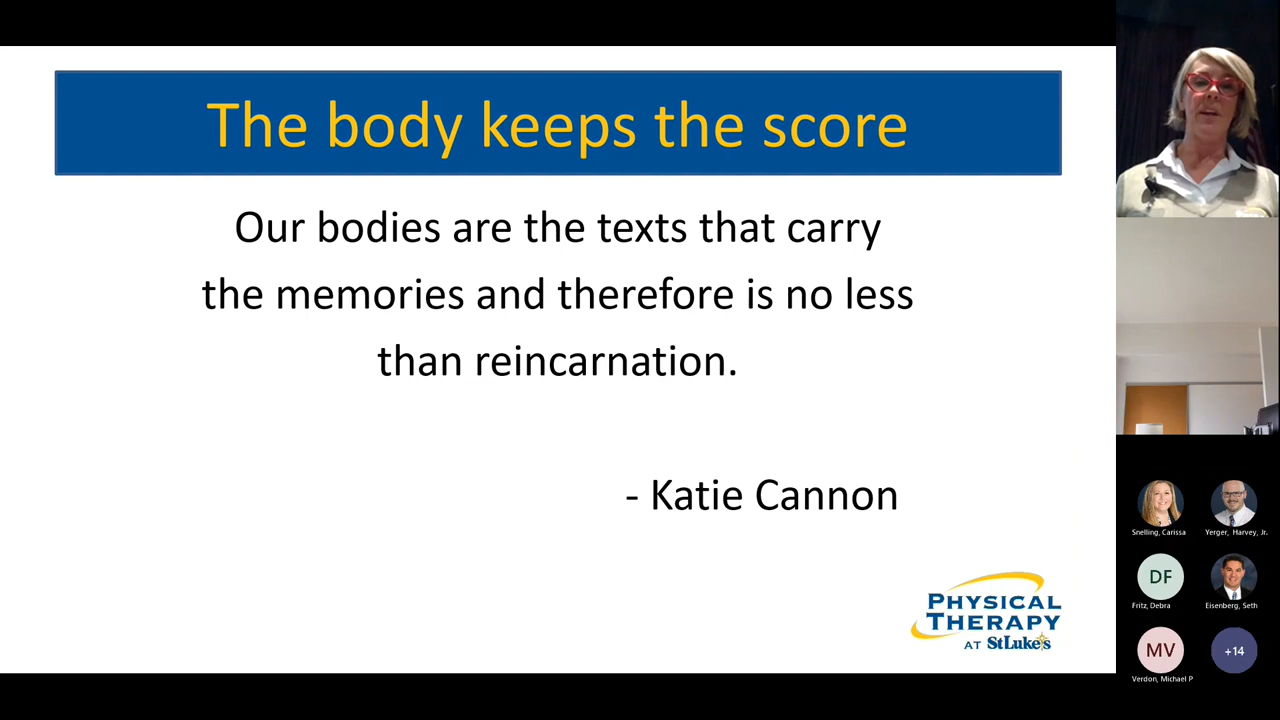 The body keeps the score
Our bodies are the texts that carry
the memories and therefore is no less
than reincarnation.
- Katie Cannon
PHYSICAL
THERAPY
AT StLuke's
Snelling, Carissa
Yerger, Harvey, Jr.
DF
Fritz, Debra
Eisenberg, Seth
MV
+14
Verdon, Michael P